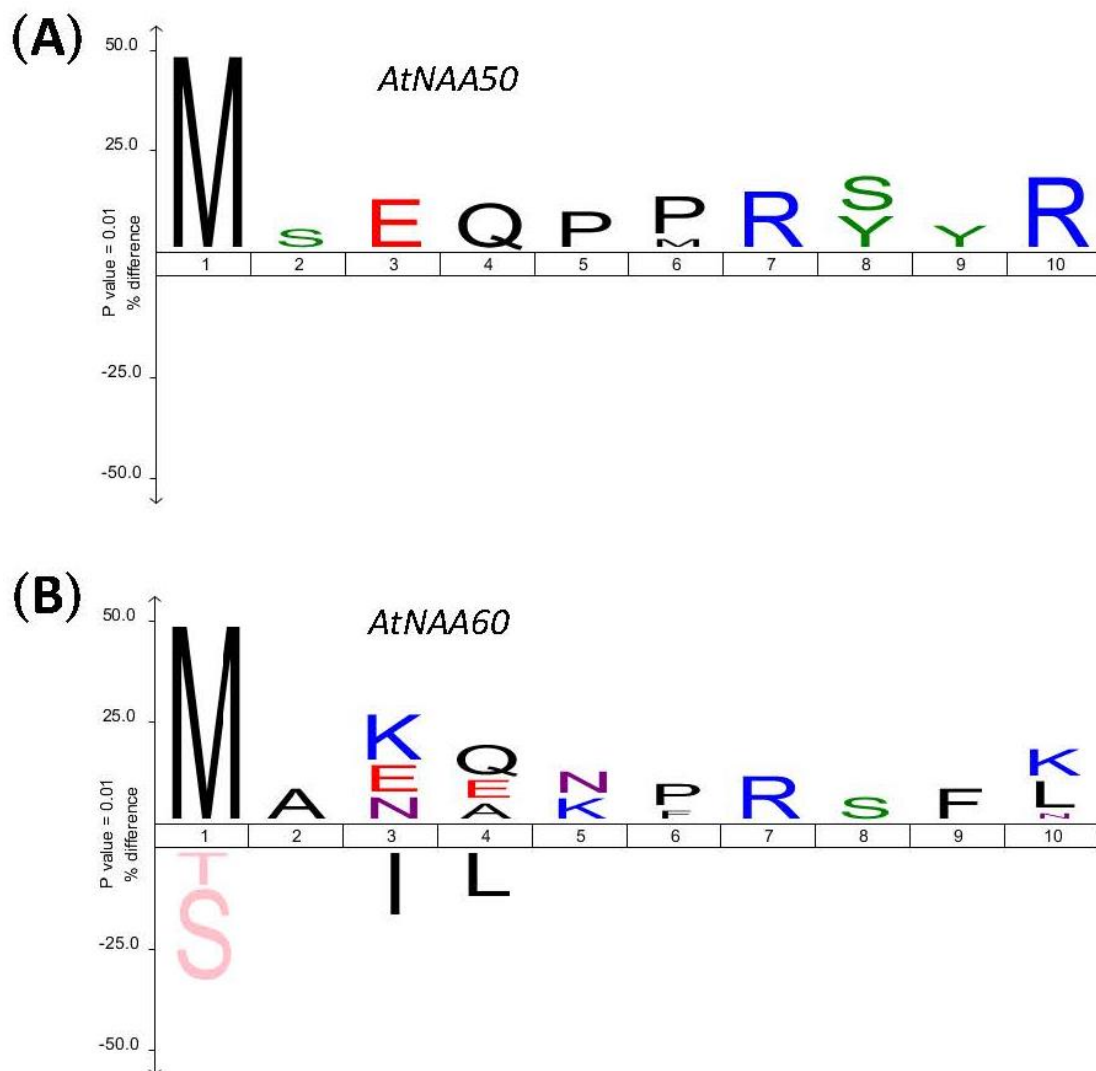 (A)
AtNAA50
50.0
25.0
P value = 0.01
% difference
-25.0
-50.0
M S E Q P P R S Y R
M Y
1 2 3 4 5 6 7 8 9 10
(B)
AtNAA60
50.0
25.0
P value = 0.01
% difference
-25.0
-50.0
K Q K
E E N P L
M A N A K F R S F N
1 2 3 4 5 6 7 8 9 10
T I L
S